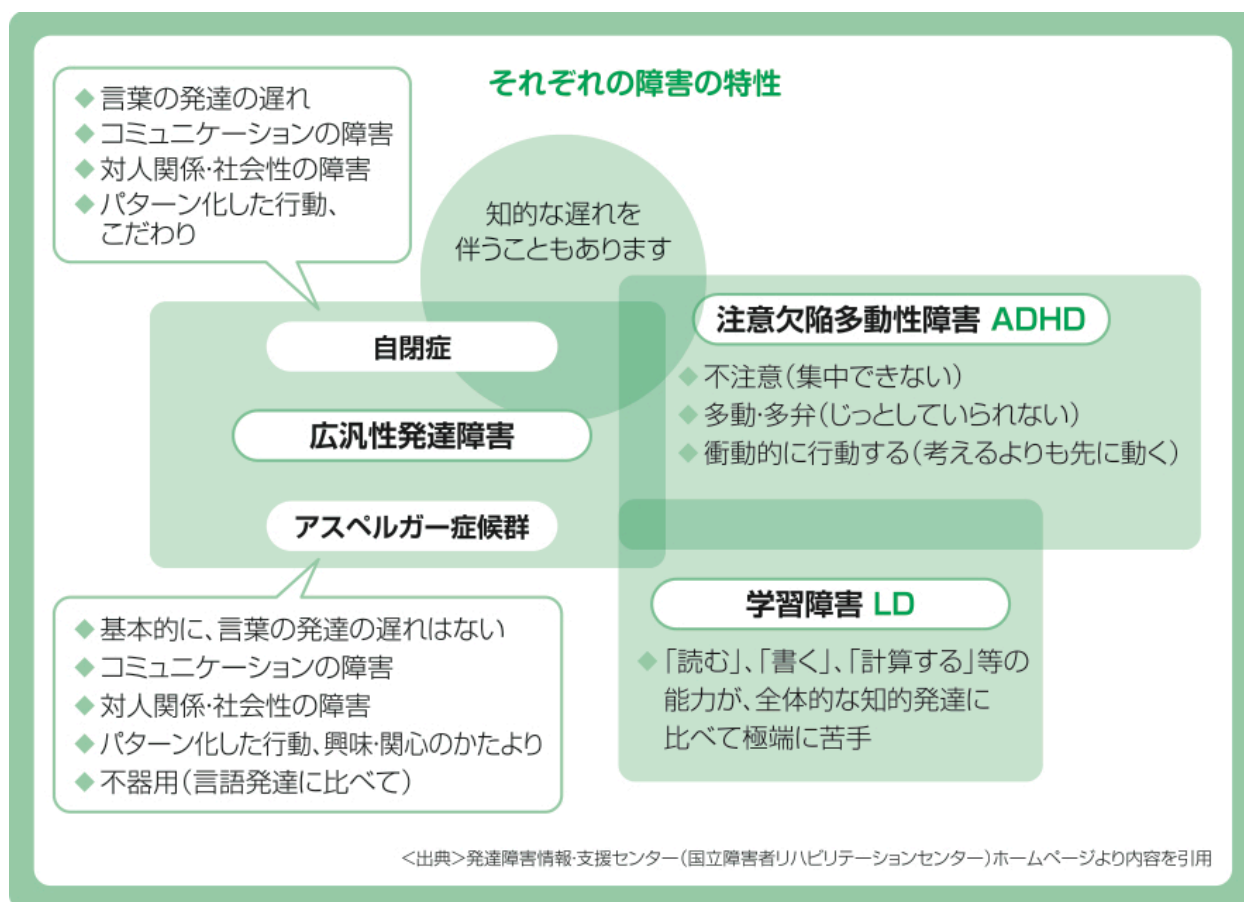 それぞれの障害の特性
◆言葉の発達の遅れ
◆コミュニケーションの障害
◆対人関係・社会性の障害
◆パターン化した行動、
こだわり
知的な遅れを
伴うこともあります
自閉症
広汎性発達障害
アスペルガー症候群
◆基本的に、言葉の発達の遅れはない
◆コミュニケーションの障害
◆対人関係・社会性の障害
◆パターン化した行動、興味・関心のかたより
◆不器用(言語発達に比べて)
注意欠陥多動性障害 ADHD
◆不注意(集中できない)
◆多動・多弁(じっとしていられない)
◆衝動的に行動する(考えるよりも先に動く)
学習障害 LD
◆「読む」、「書く」、「計算する」等の
能力が、全体的な知的発達に
比べて極端に苦手
<出典>発達障害情報・支援センター(国立障害者リハビリテーションセンター)ホームページより内容を引用